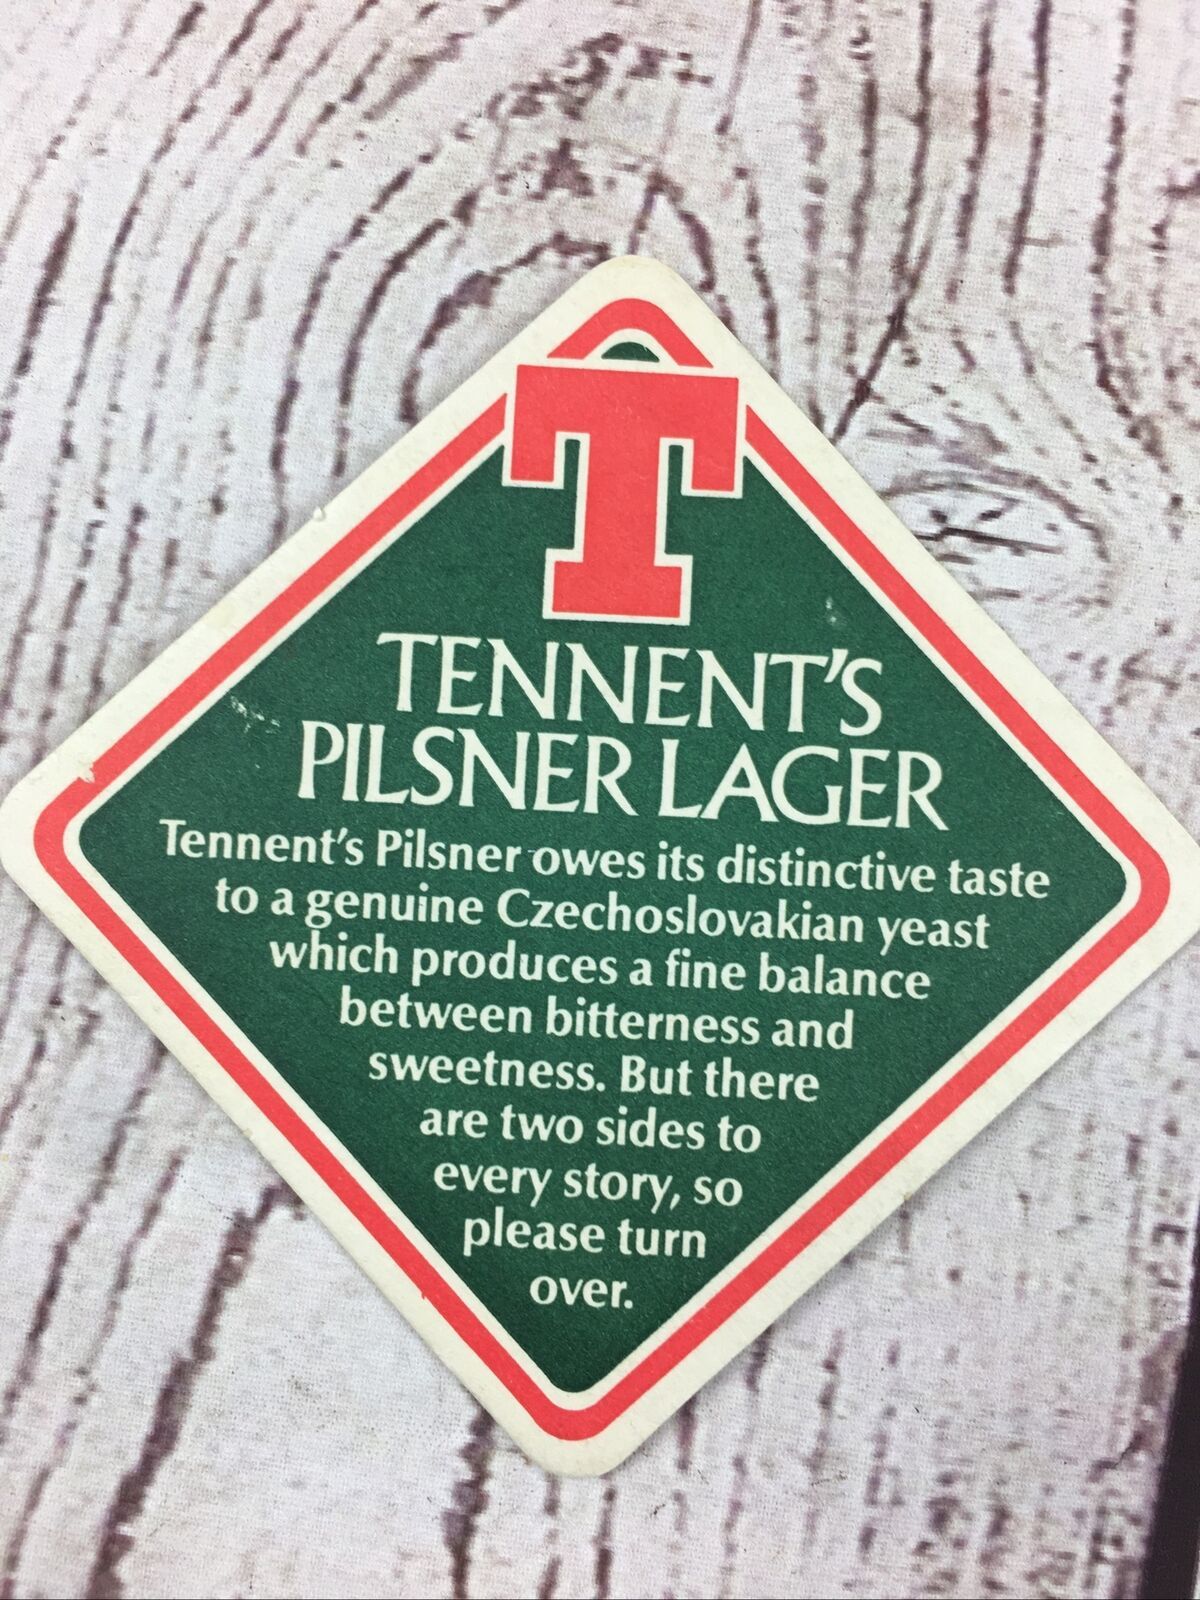 T
TENNENT'S
PILSNER LAGER
Tennent's Pilsner owes its distinctive taste
to a genuine Czechoslovakian yeast
which produces a fine balance
between bitterness and
sweetness. But there
are two sides to
every story, so
please turn
over.